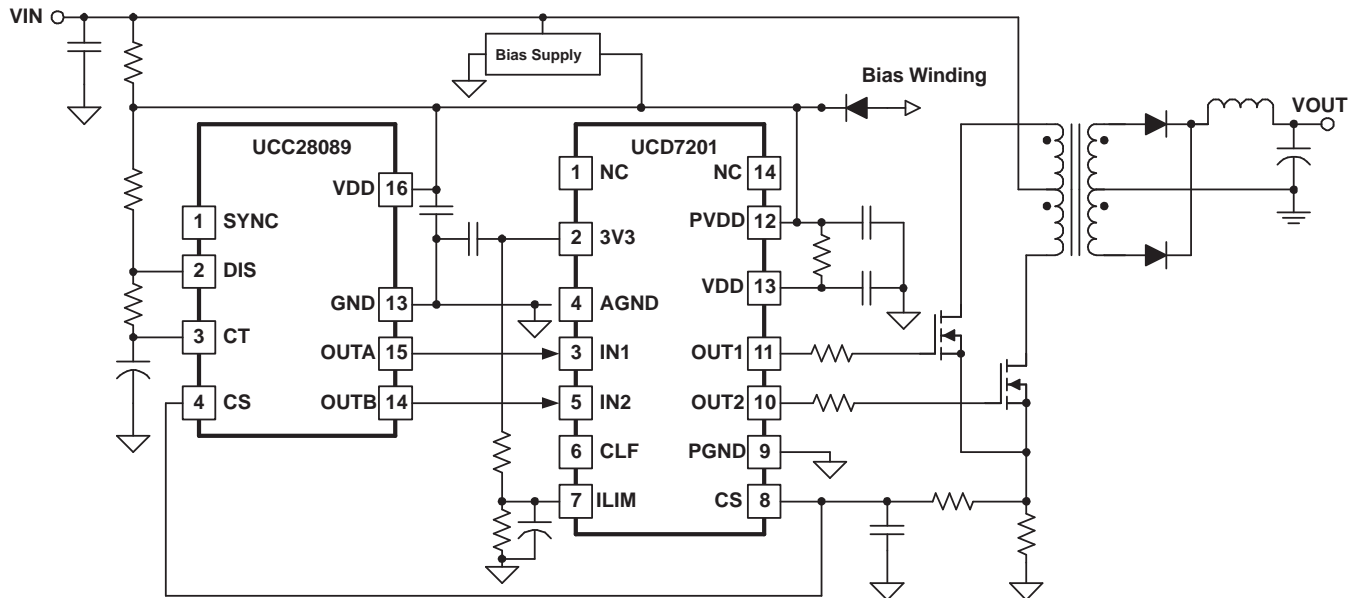 VIN
Bias Supply
Bias Winding
VOUT
UCC28089
VDD 16
1 SYNC
2 DIS
GND 13
3 CT
OUTA 15
4 CS
OUTB 14
UCD7201
1 NC
NC 14
PVDD 12
2 3V3
VDD 13
4 AGND
3 IN1
OUT1 11
5 IN2
OUT2 10
6 CLF
PGND 9
7 ILIM
CS 8